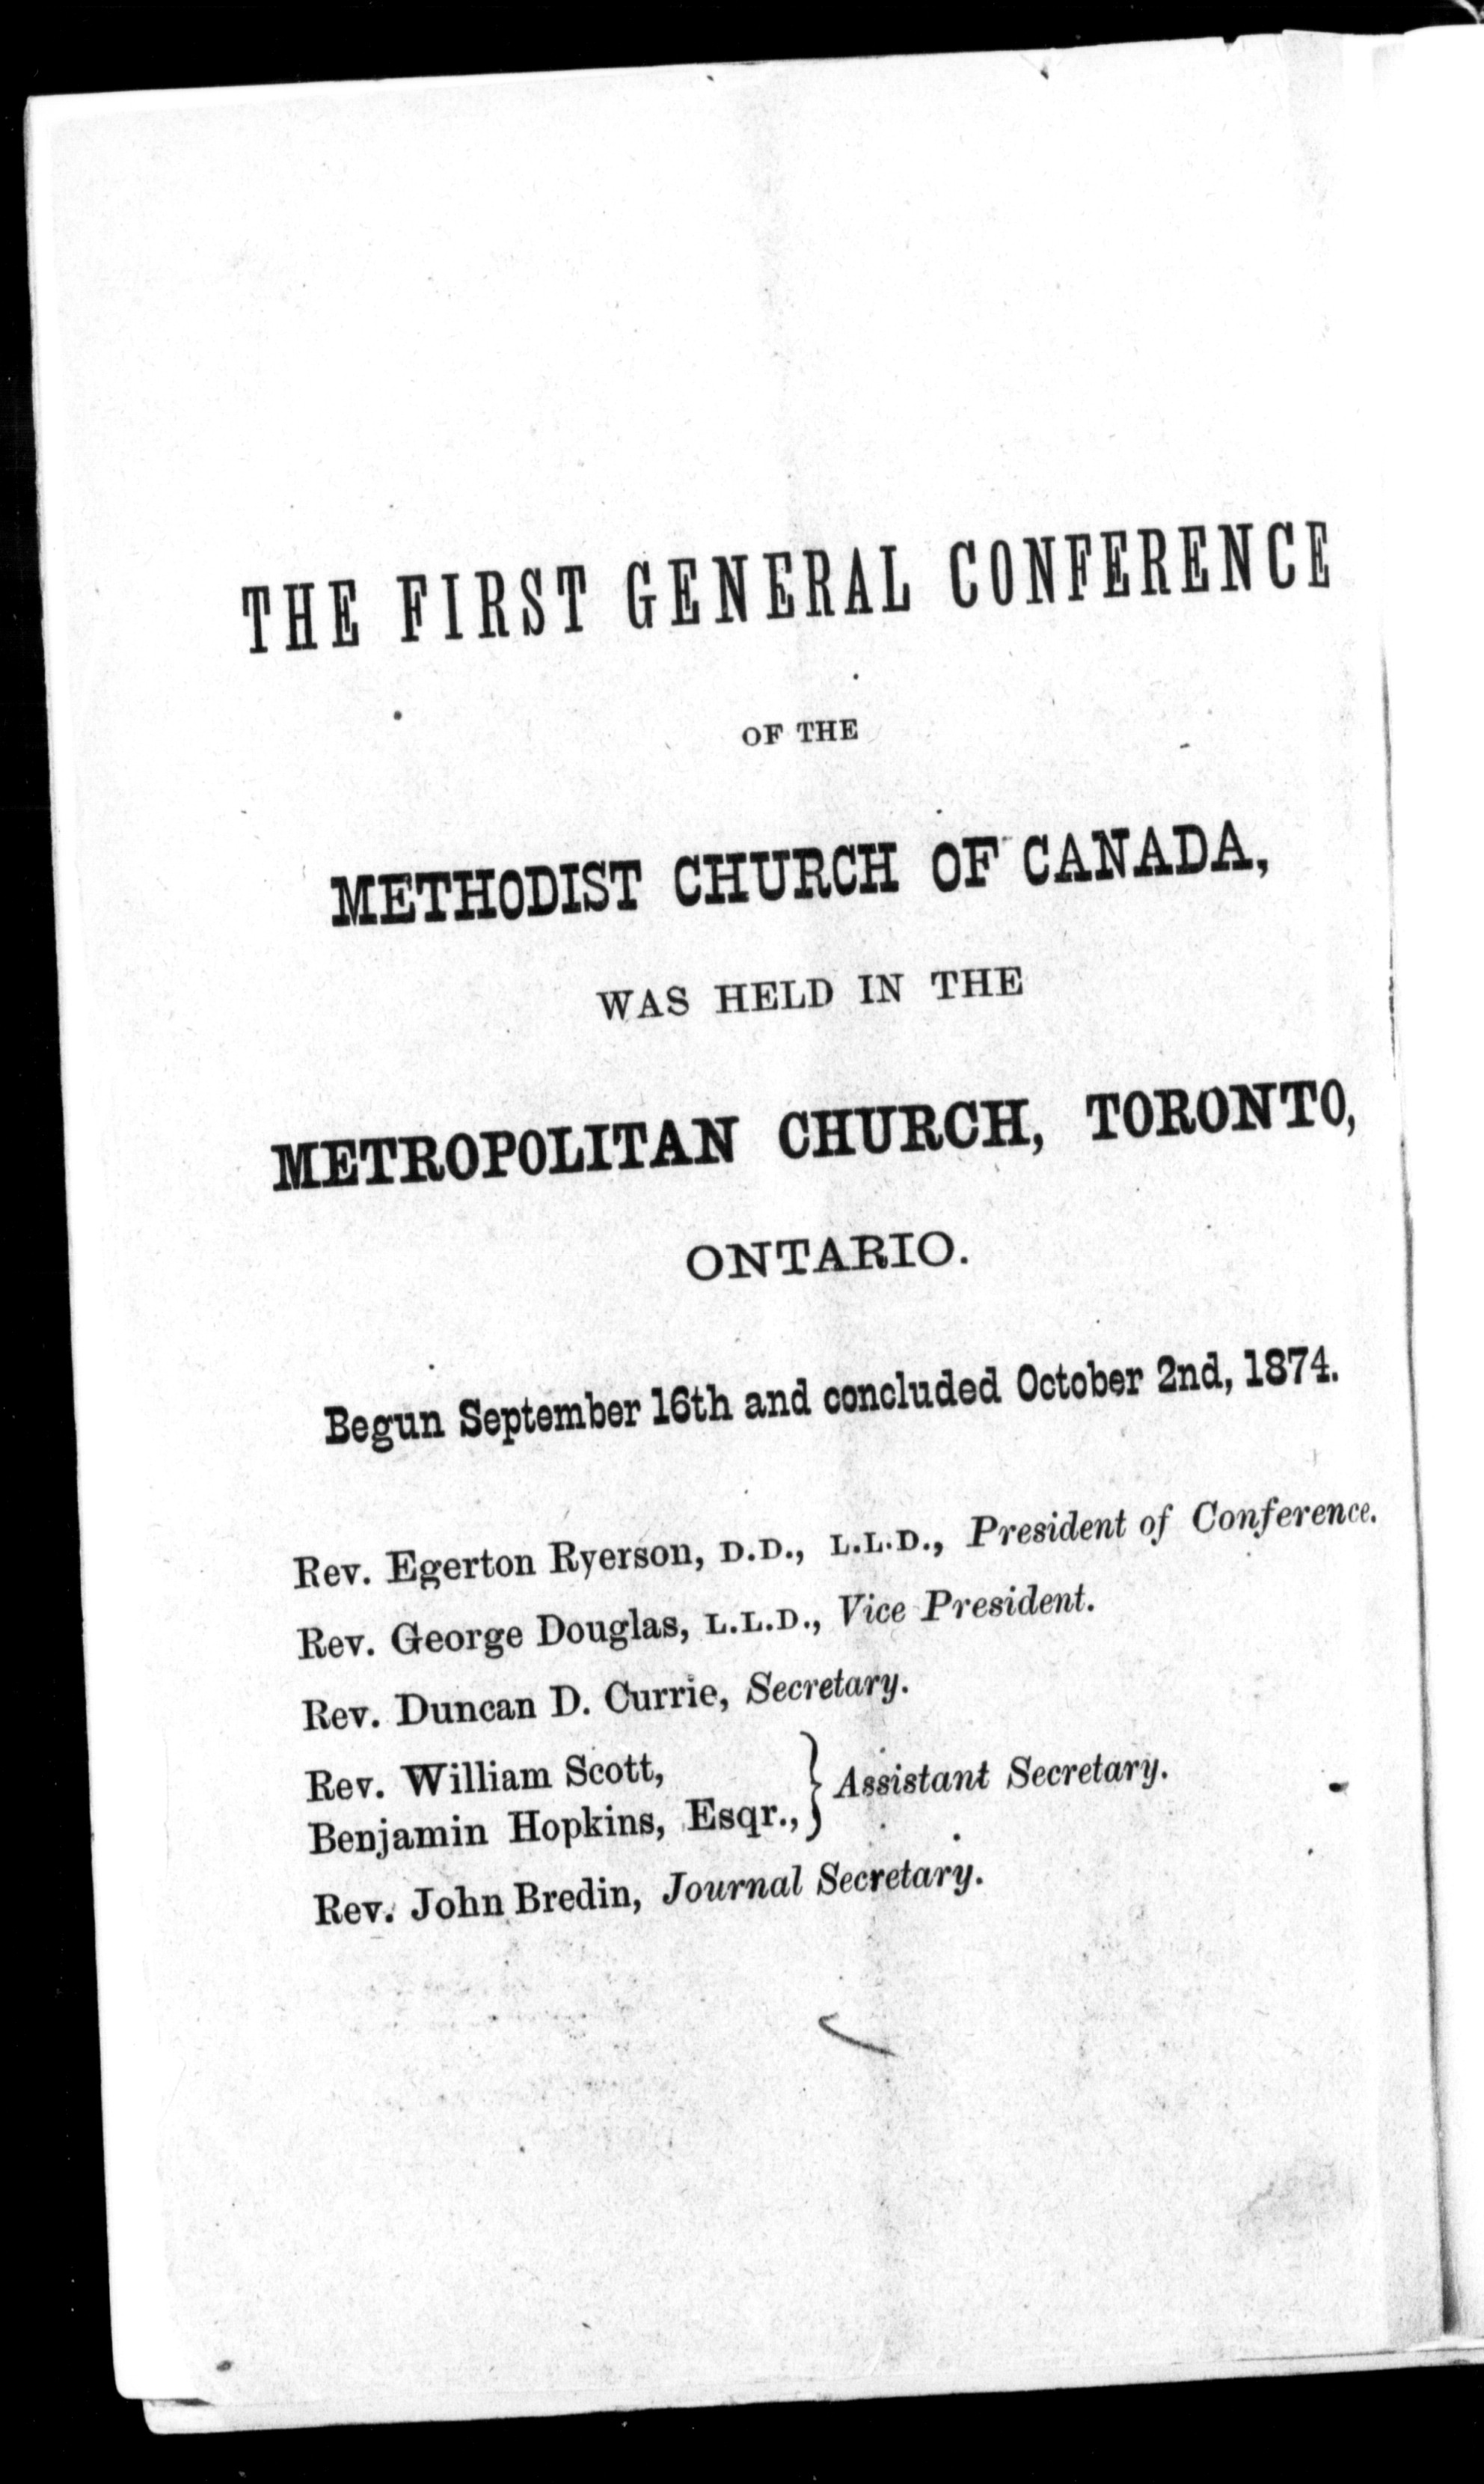 THE FIRST GENERAL CONFERENCE
OF THE
METHODIST CHURCH OF CANADA,
WAS HELD IN THE
METROPOLITAN CHURCH, TORONTO,
ONTARIO.
Begun September 16th and concluded October 2nd, 1874.
Rev. Egerton Ryerson, D.D., L.L.D., President of Conference.
Rev. George Douglas, L.L.D., Vice President.
Rev. Duncan D. Currie, Secretary.
Rev. William Scott,
Benjamin Hopkins, Esqr., } Assistant Secretary.
Rev. John Bredin, Journal Secretary.